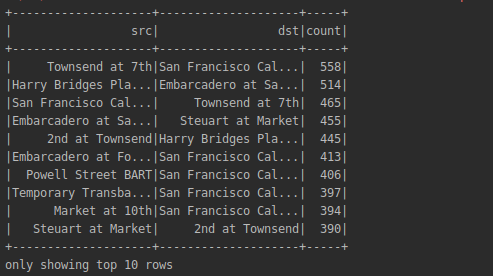 +--------------------+--------------------+-----+
|                 src|                 dst|count|
+--------------------+--------------------+-----+
|     Townsend at 7th|San Francisco Cal...|  558|
|Harry Bridges Pla...|Embarcadero at Sa...|  514|
|San Francisco Cal...|     Townsend at 7th|  465|
|Embarcadero at Sa...|   Steuart at Market|  455|
|     2nd at Townsend|Harry Bridges Pla...|  445|
|Embarcadero at Fo...|San Francisco Cal...|  413|
|  Powell Street BART|San Francisco Cal...|  406|
|Temporary Transba...|San Francisco Cal...|  397|
|      Market at 10th|San Francisco Cal...|  394|
|   Steuart at Market|     2nd at Townsend|  390|
+--------------------+--------------------+-----+
only showing top 10 rows